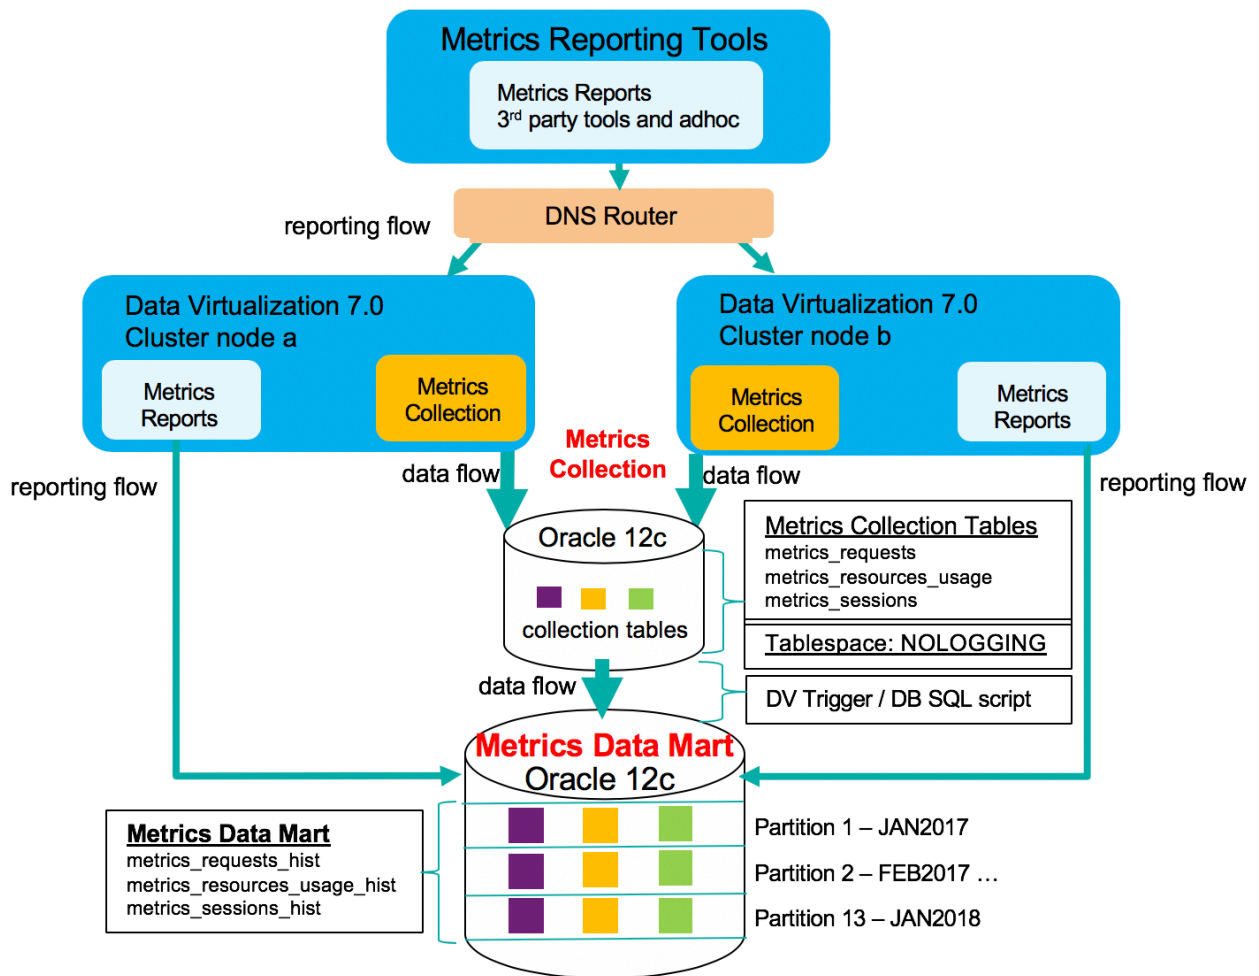 Metrics Reporting Tools
Metrics Reports
3rd party tools and adhoc
DNS Router
reporting flow
Data Virtualization 7.0
Cluster node a
Metrics
Reports
Metrics
Collection
Data Virtualization 7.0
Cluster node b
Metrics
Collection
Metrics
Reports
Metrics
Collection
reporting flow
data flow
data flow
reporting flow
Oracle 12c
collection tables
Metrics Collection Tables
metrics_requests
metrics_resources_usage
metrics_sessions
Tablespace: NOLOGGING
data flow
DV Trigger / DB SQL script
Metrics Data Mart
Oracle 12c
Metrics Data Mart
metrics_requests_hist
metrics_resources_usage_hist
metrics_sessions_hist
Partition 1 – JAN2017
Partition 2 – FEB2017 …
Partition 13 – JAN2018